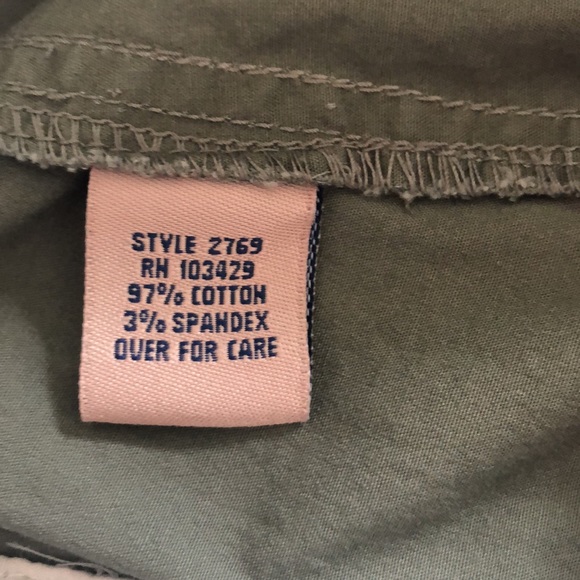 STYLE 2769
RN 103429
97% COTTON
3% SPANDEX
OVER FOR CARE